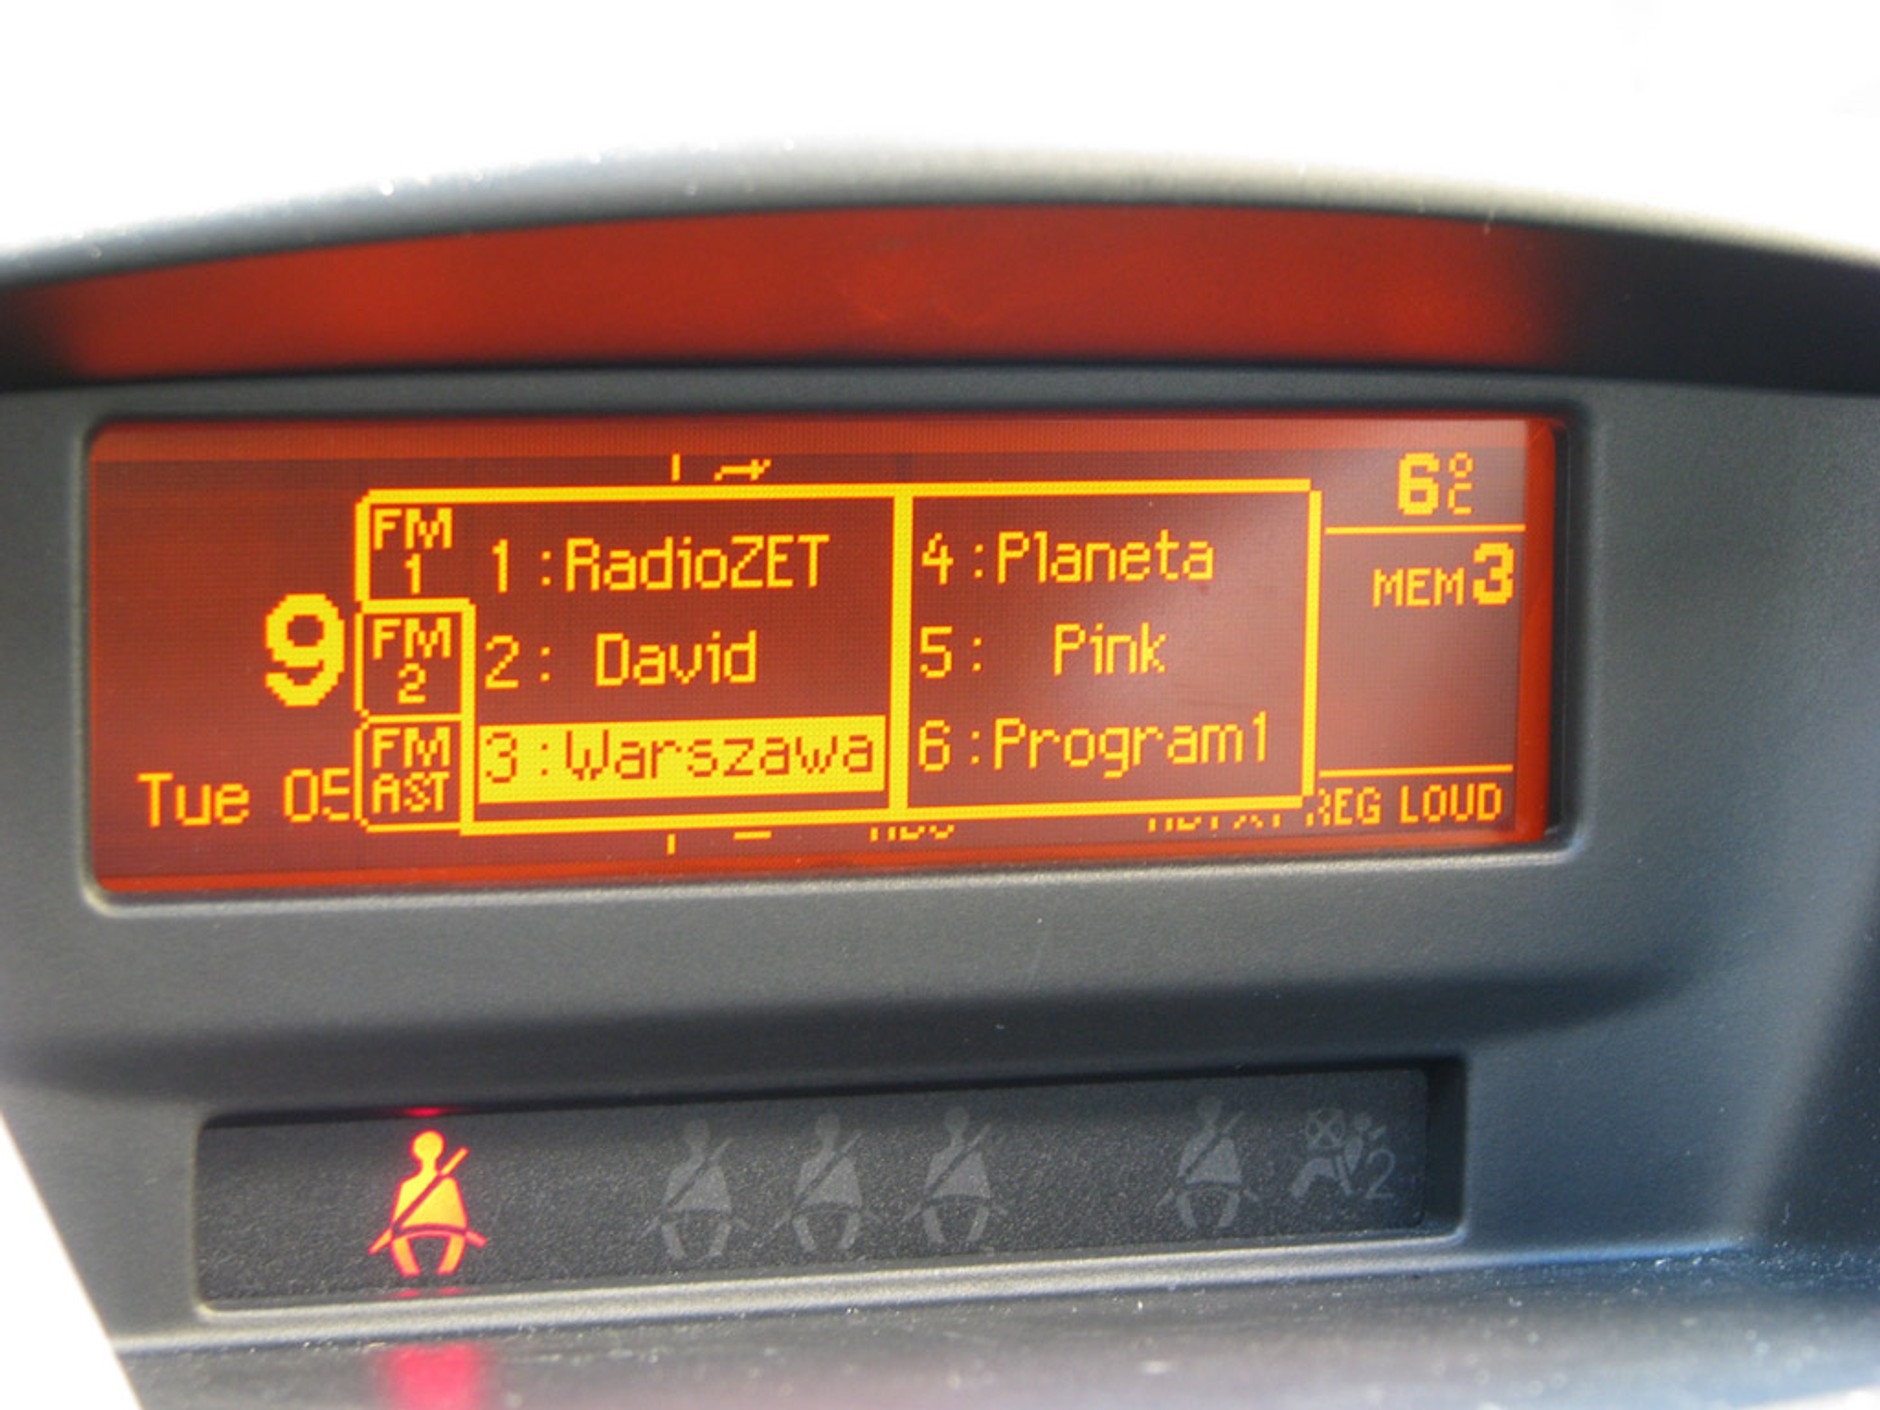 6°C
FM 1
1:RadioZET
4:Planeta
MEM 3
9
FM 2
2: David
5: Pink
FM AST
3:Warszawa
6:Program1
Tue 05
REG LOUD
2